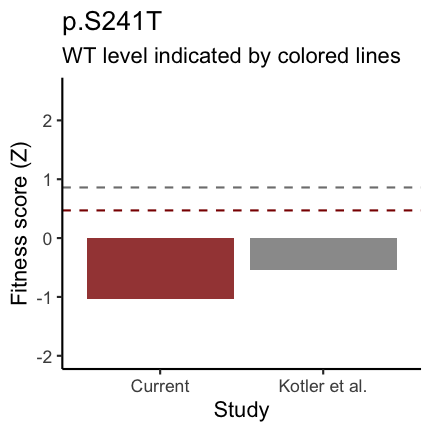 p.S241T
WT level indicated by colored lines
Fitness score (Z)
2
1
0
-1
-2
Current
Kotler et al.
Study